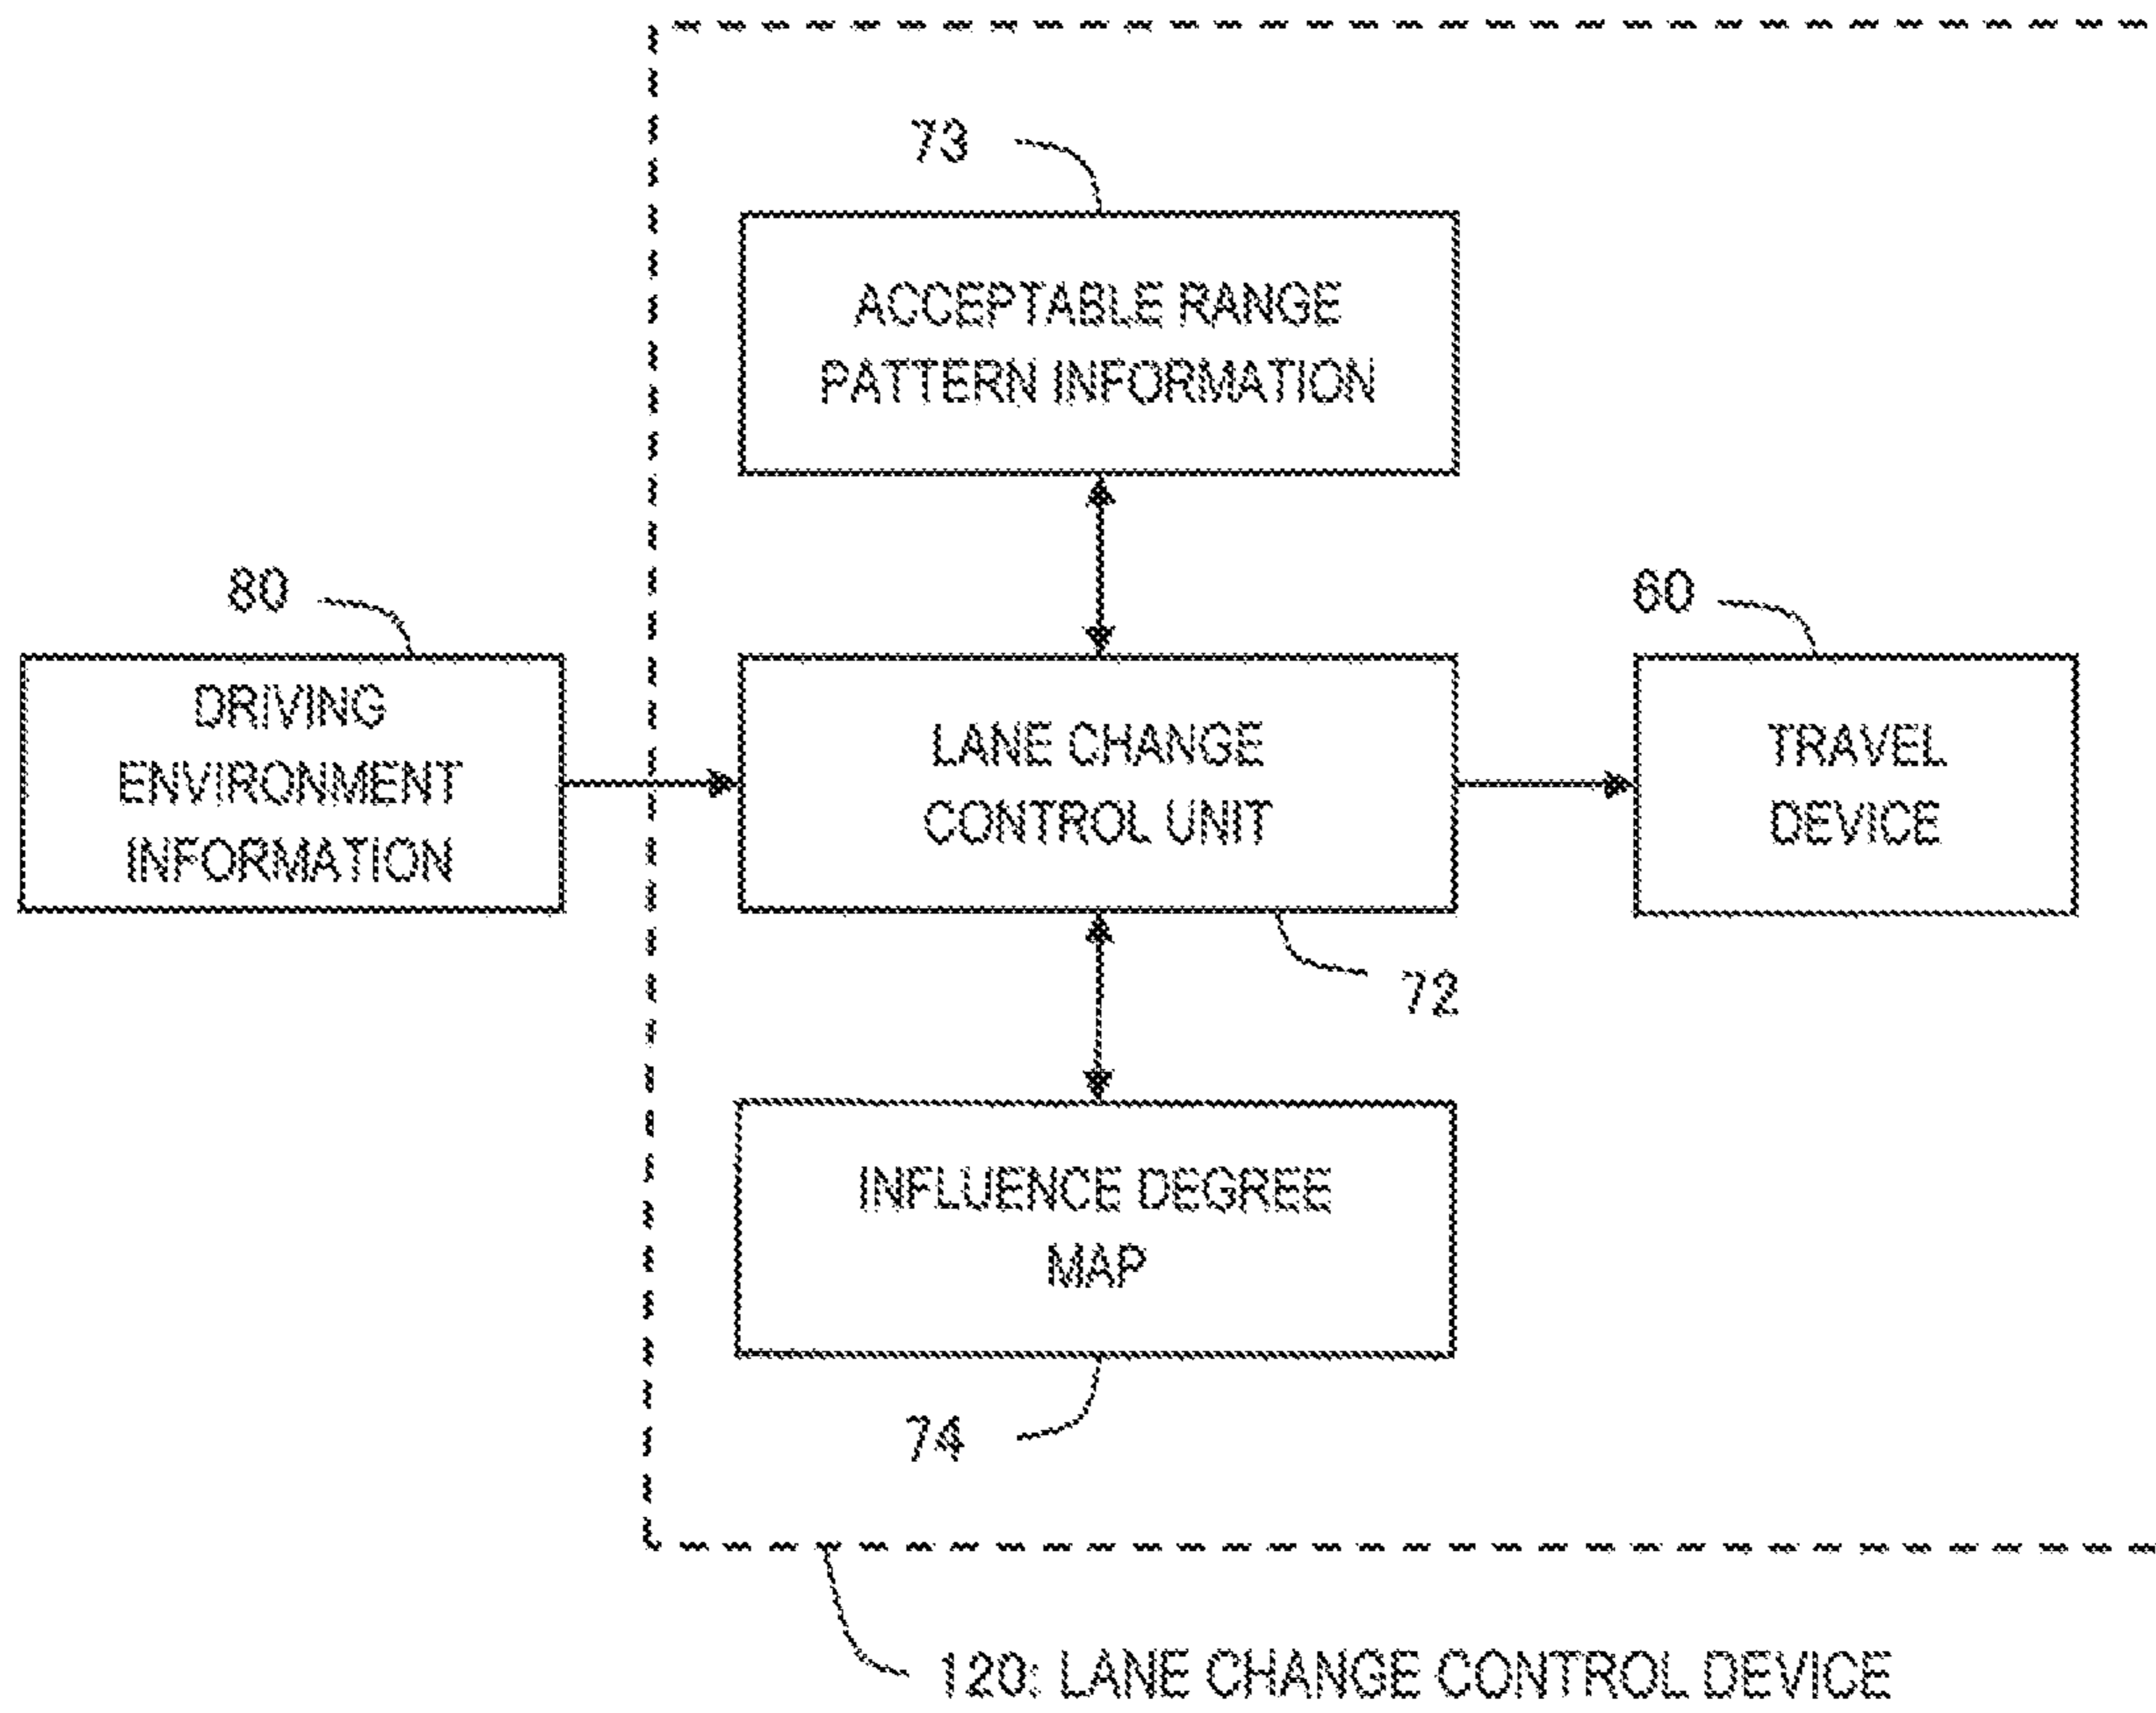 73
ACCEPTABLE RANGE
PATTERN INFORMATION
80
DRIVING
ENVIRONMENT
INFORMATION
LANE CHANGE
CONTROL UNIT
72
60
TRAVEL
DEVICE
INFLUENCE DEGREE
MAP
74
120: LANE CHANGE CONTROL DEVICE